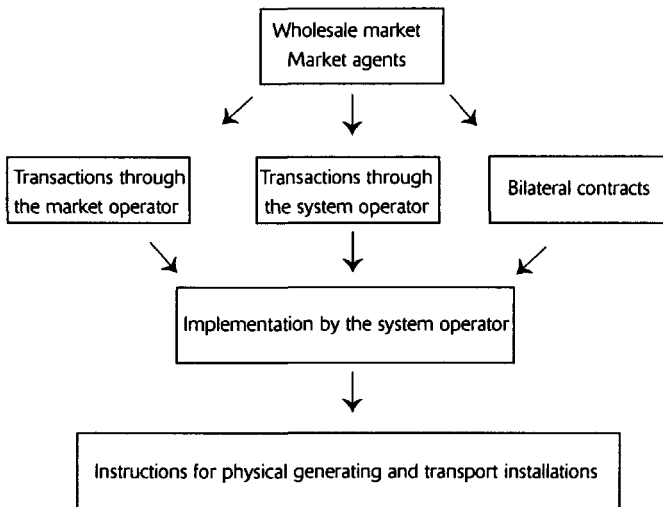 Wholesale market
Market agents
Transactions through
the market operator
Transactions through
the system operator
Bilateral contracts
Implementation by the system operator
Instructions for physical generating and transport installations